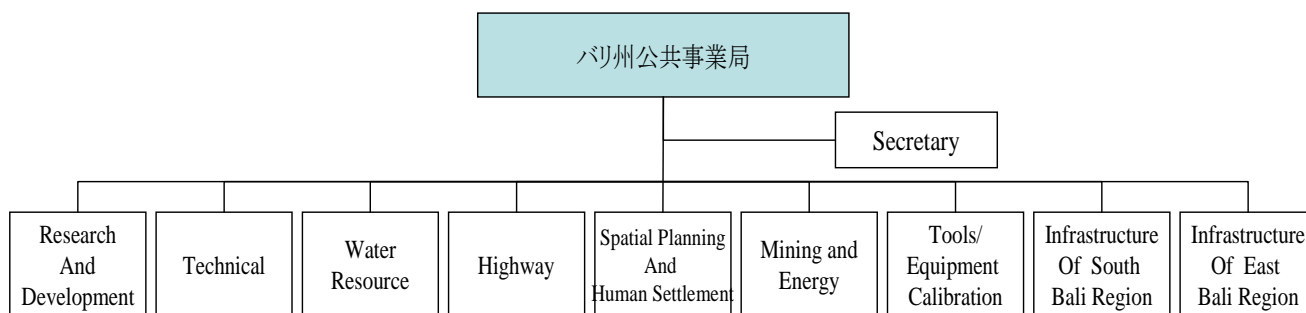 バリ州公共事業局
Secretary
Research
And
Development
Technical
Water
Resource
Highway
Spatial Planning
And
Human Settlement
Mining and
Energy
Tools/
Equipment
Calibration
Infrastructure
Of South
Bali Region
Infrastructure
Of East
Bali Region